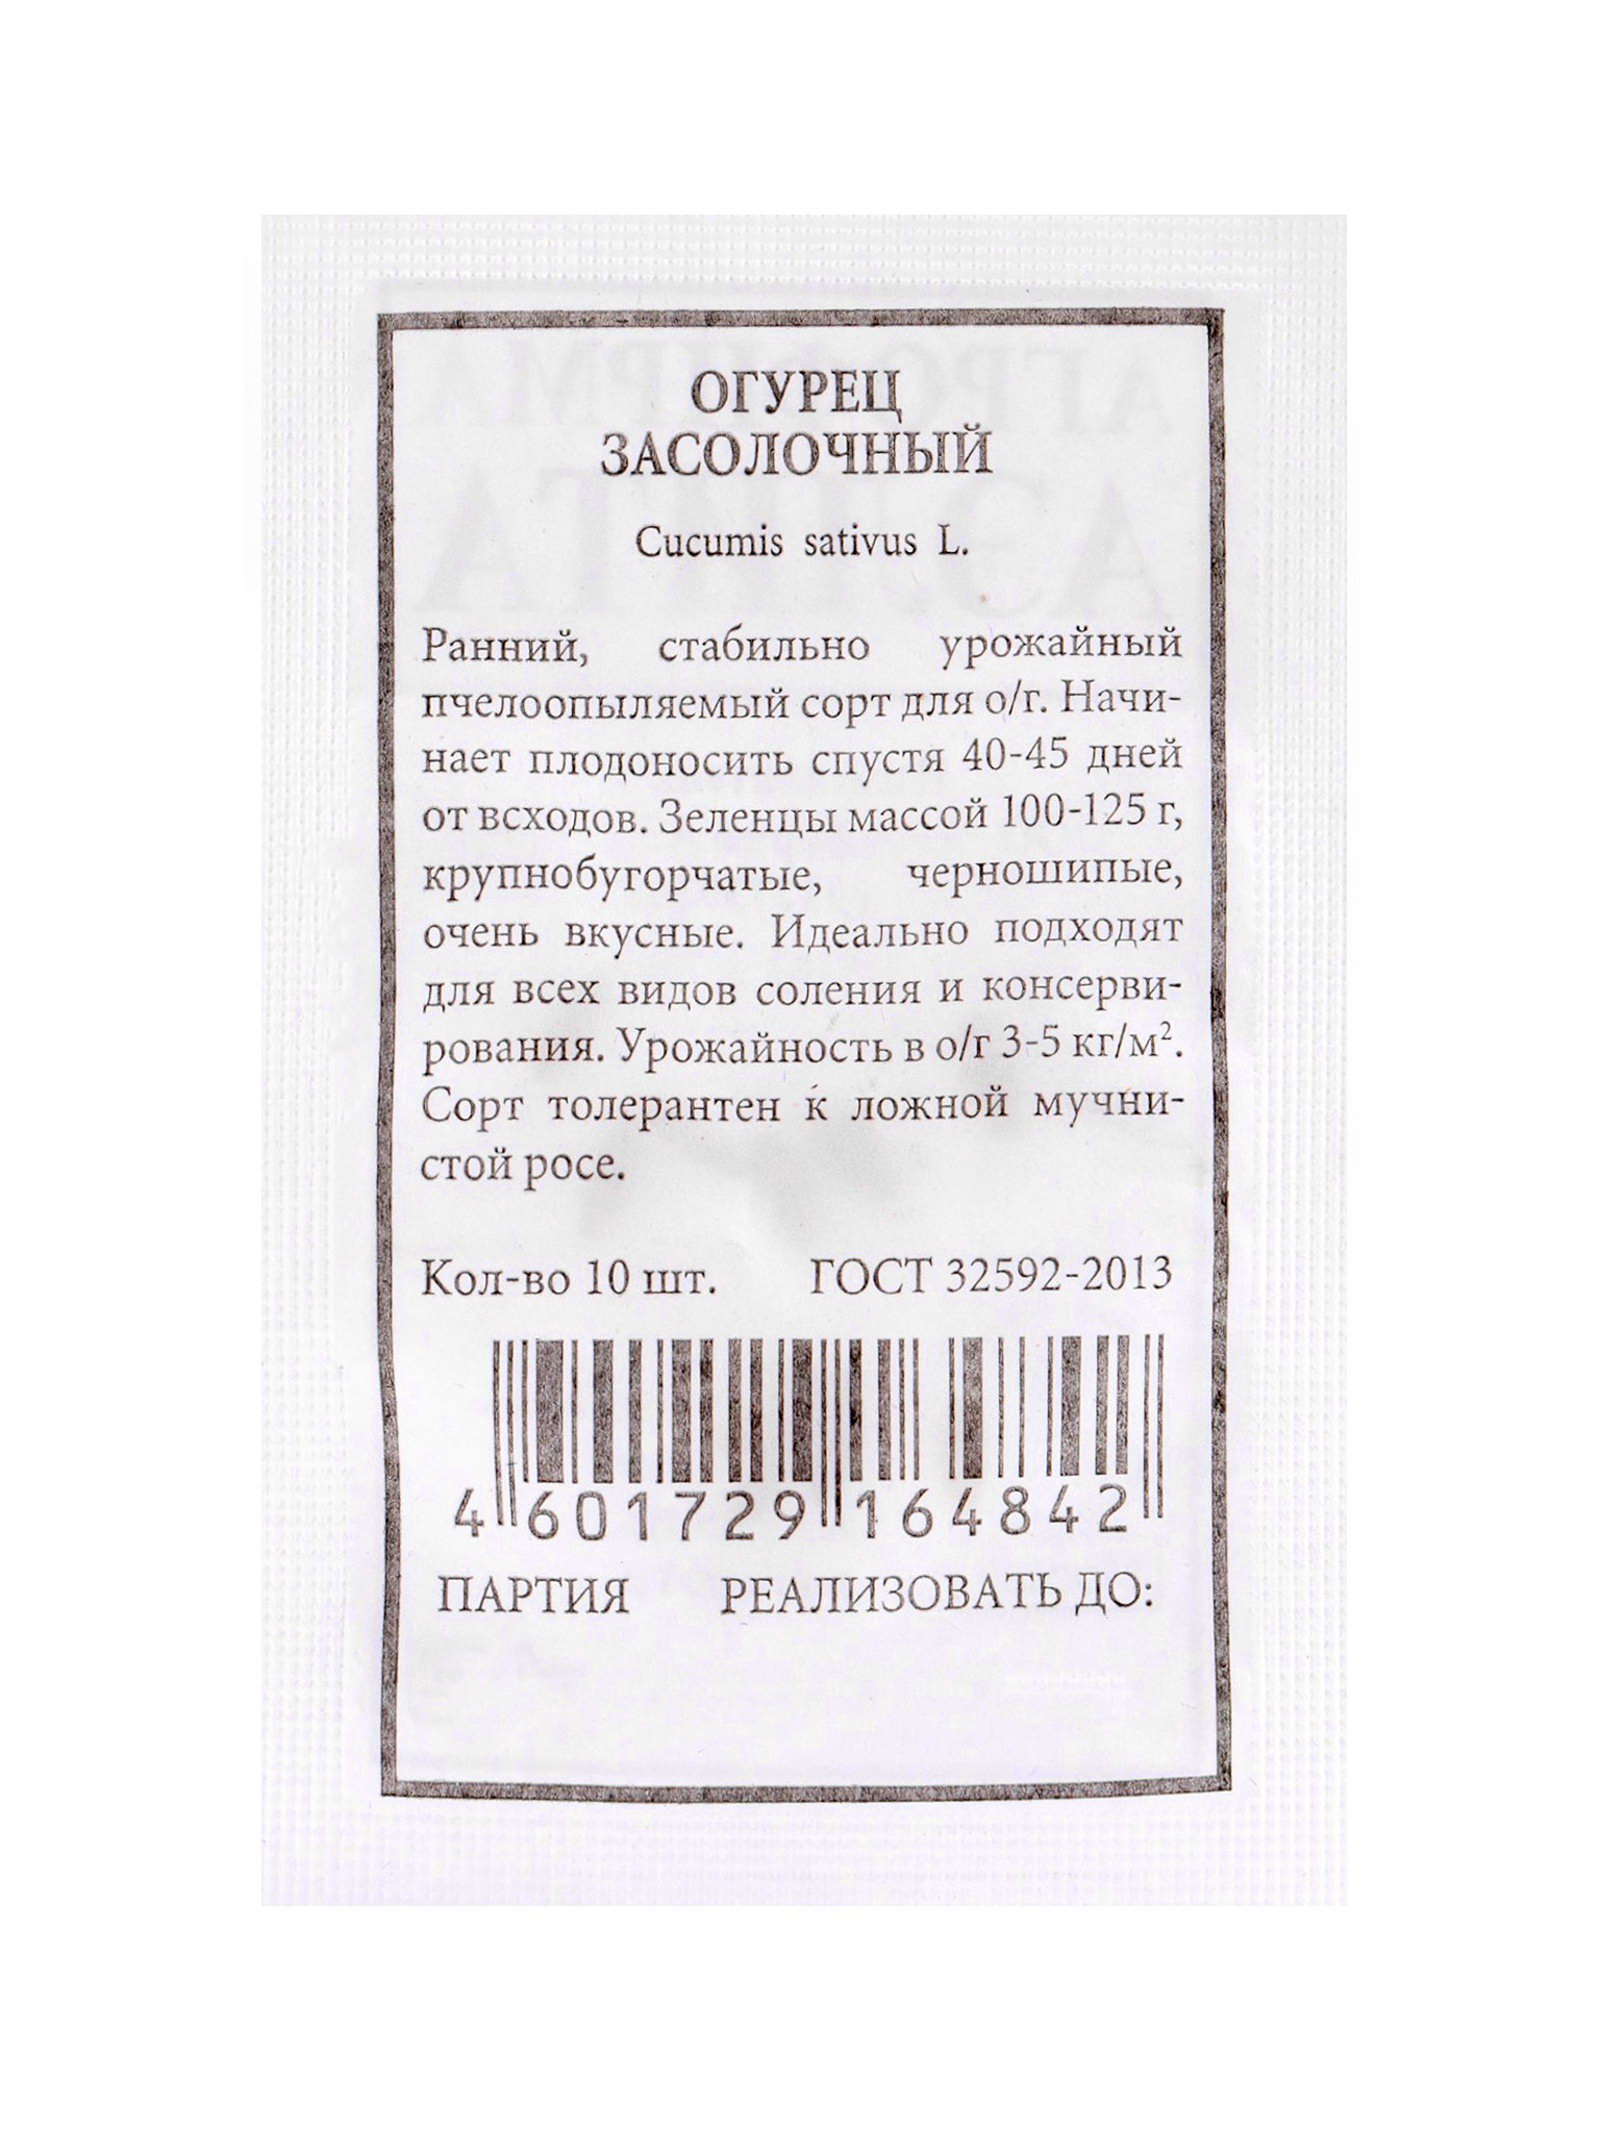 ОГУРЕЦ
ЗАСОЛОЧНЫЙ
Cucumis sativus L.
Ранний, стабильно урожайный
пчелоопыляемый сорт для о/г. Начи-
нает плодоносить спустя 40-45 дней
от всходов. Зеленцы массой 100-125 г,
крупнобугорчатые, черношипые,
очень вкусные. Идеально подходят
для всех видов соления и консерви-
рования. Урожайность в о/г 3-5 кг/м².
Сорт толерантен к ложной мучни-
стой росе.
Кол-во 10 шт. ГОСТ 32592-2013
4 601729 164842
ПАРТИЯ РЕАЛИЗОВАТЬ ДО: